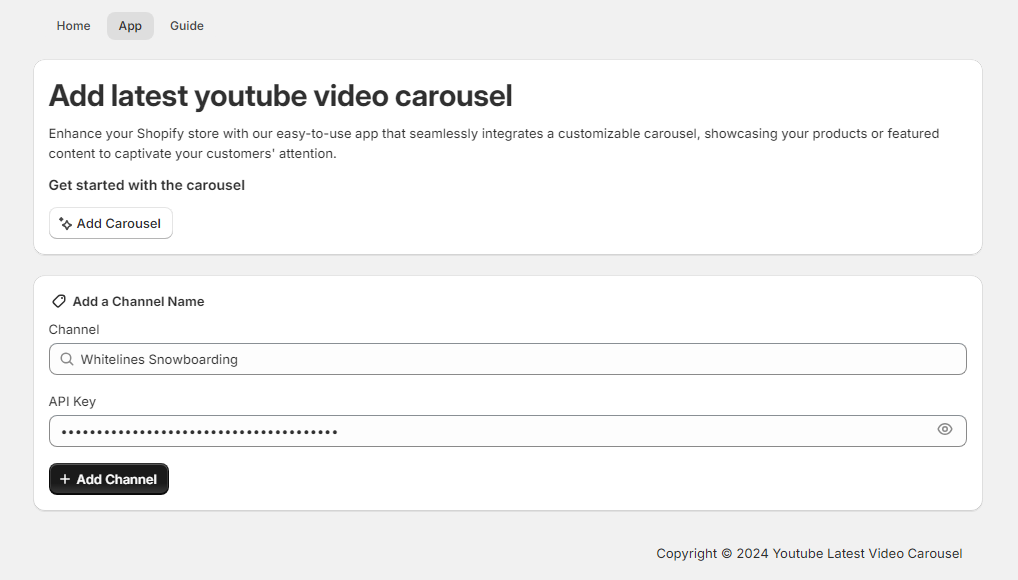 Home App Guide
Add latest youtube video carousel
Enhance your Shopify store with our easy-to-use app that seamlessly integrates a customizable carousel, showcasing your products or featured
content to captivate your customers' attention.
Get started with the carousel
Add Carousel
Add a Channel Name
Channel
Whitelines Snowboarding
API Key
Add Channel
Copyright © 2024 Youtube Latest Video Carousel